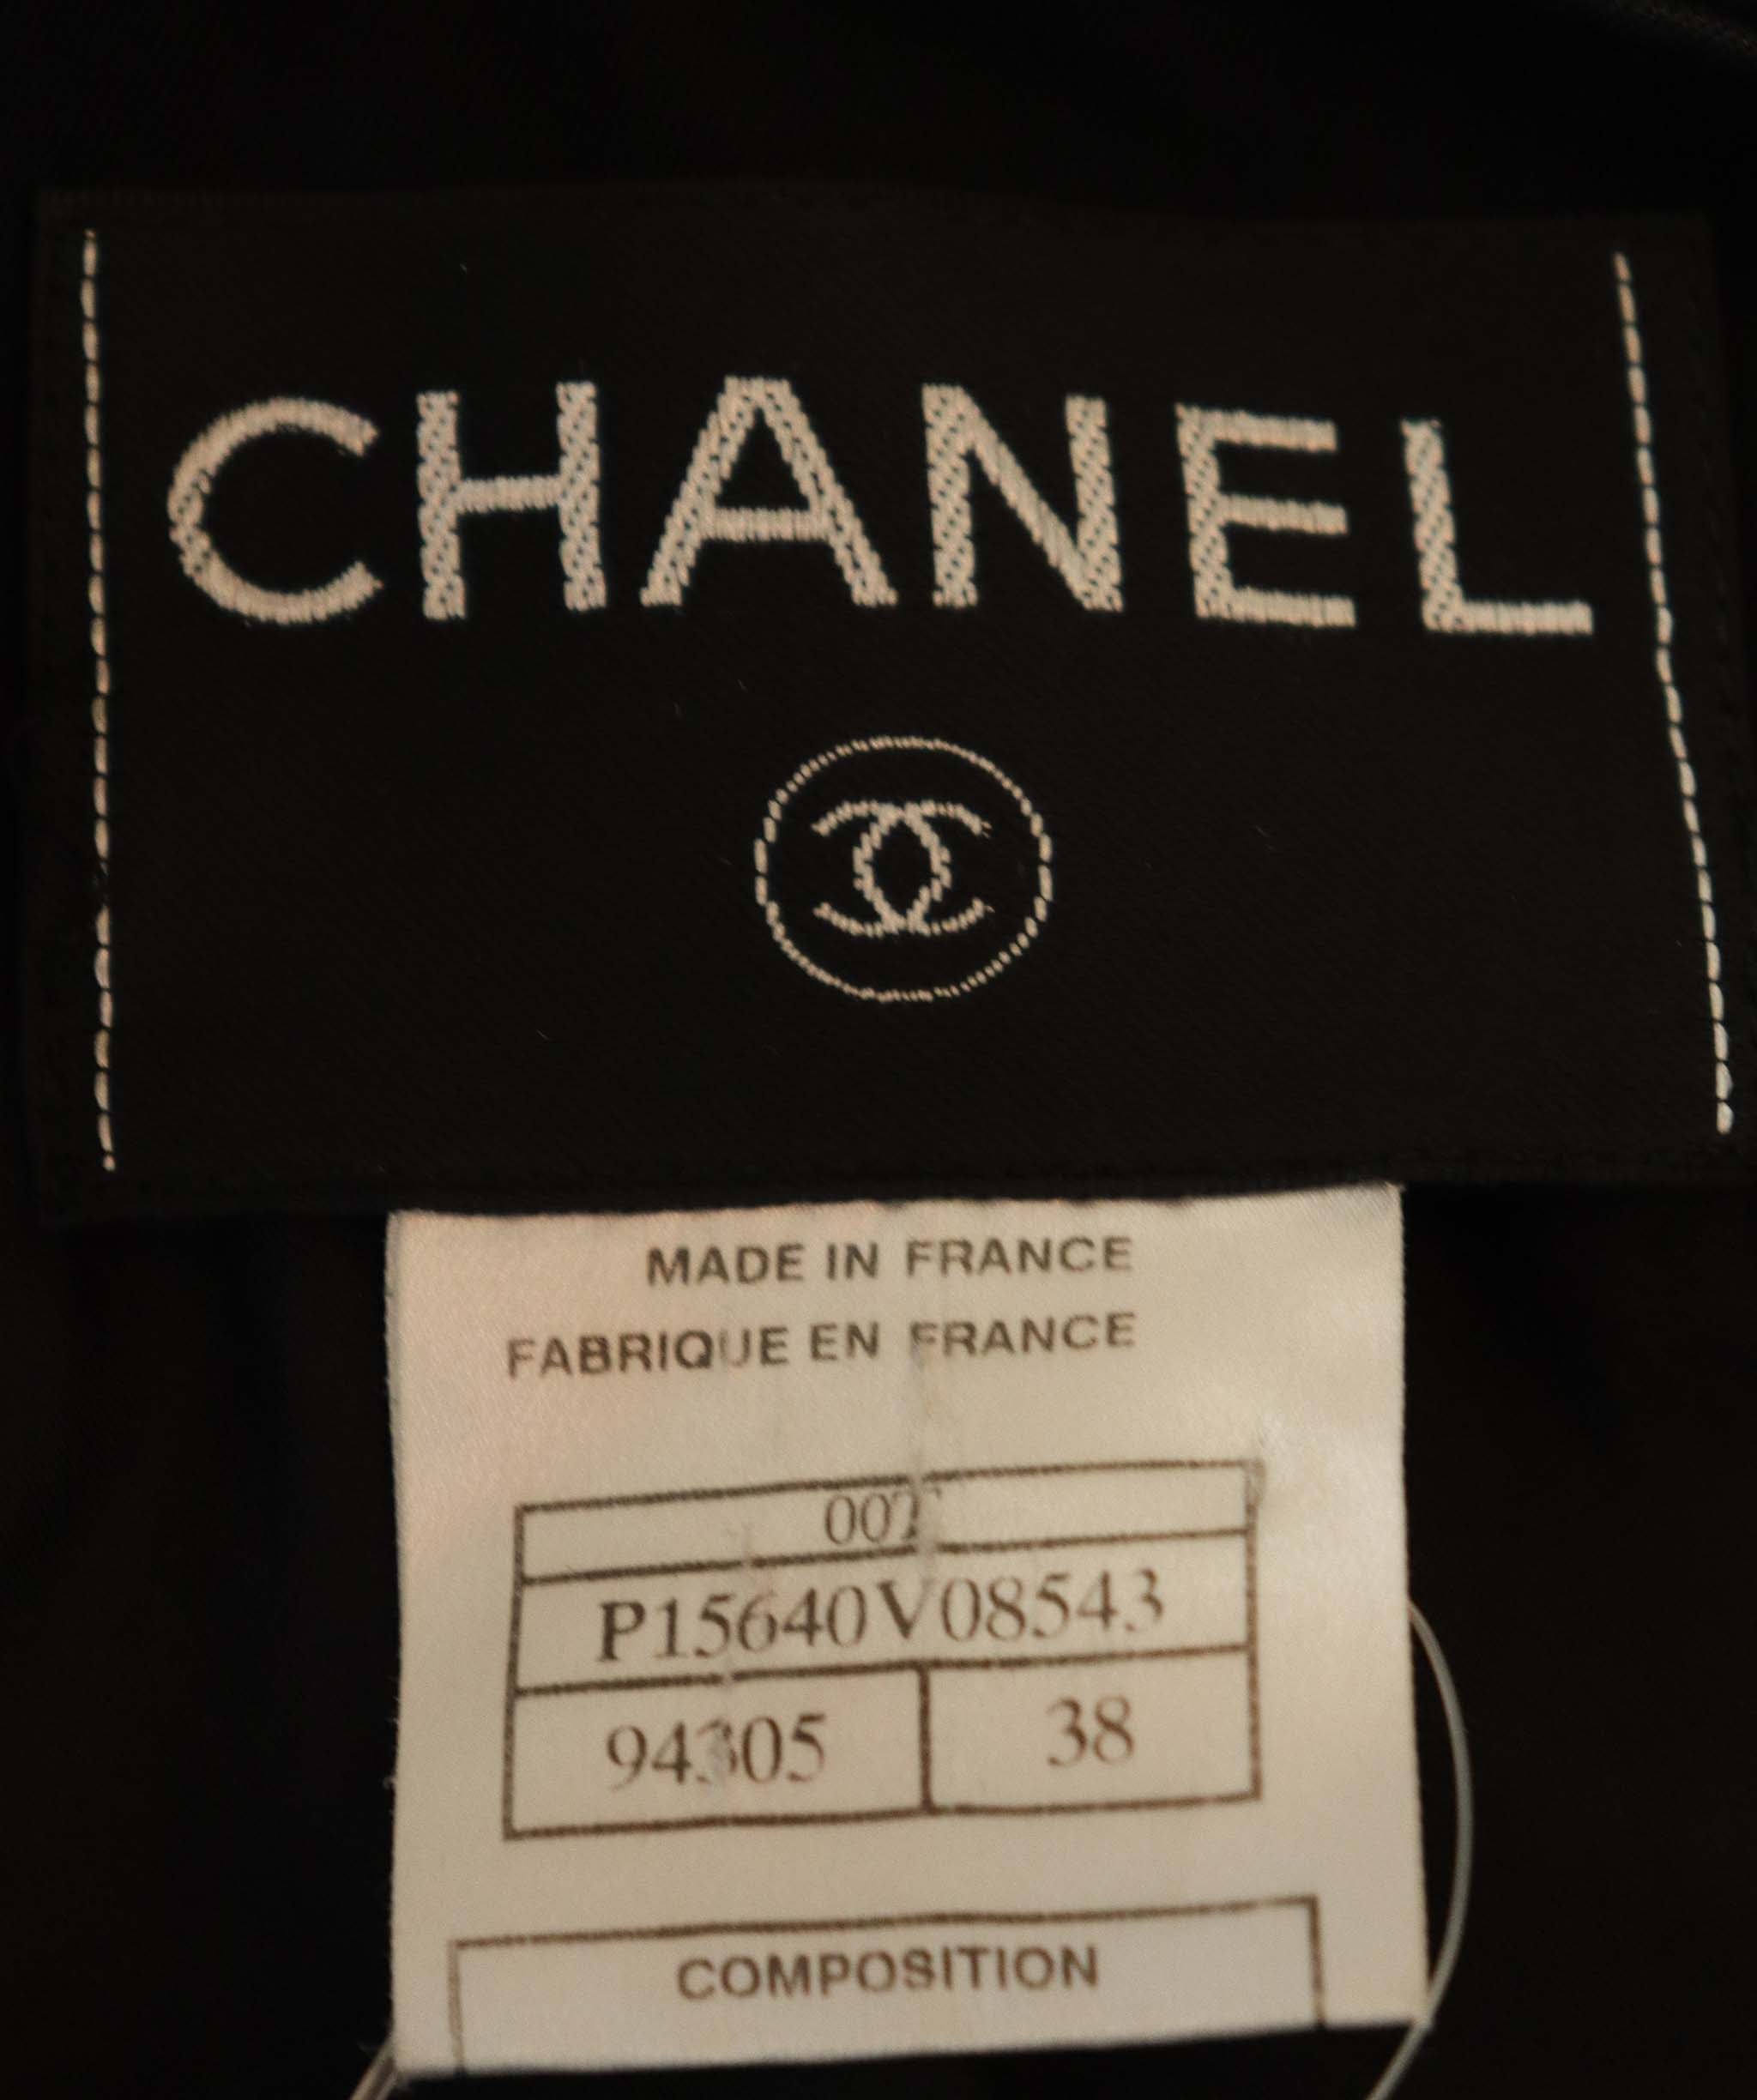 CHANEL
MADE IN FRANCE
FABRIQUE EN FRANCE
P15640V08543
94305 38
COMPOSITION